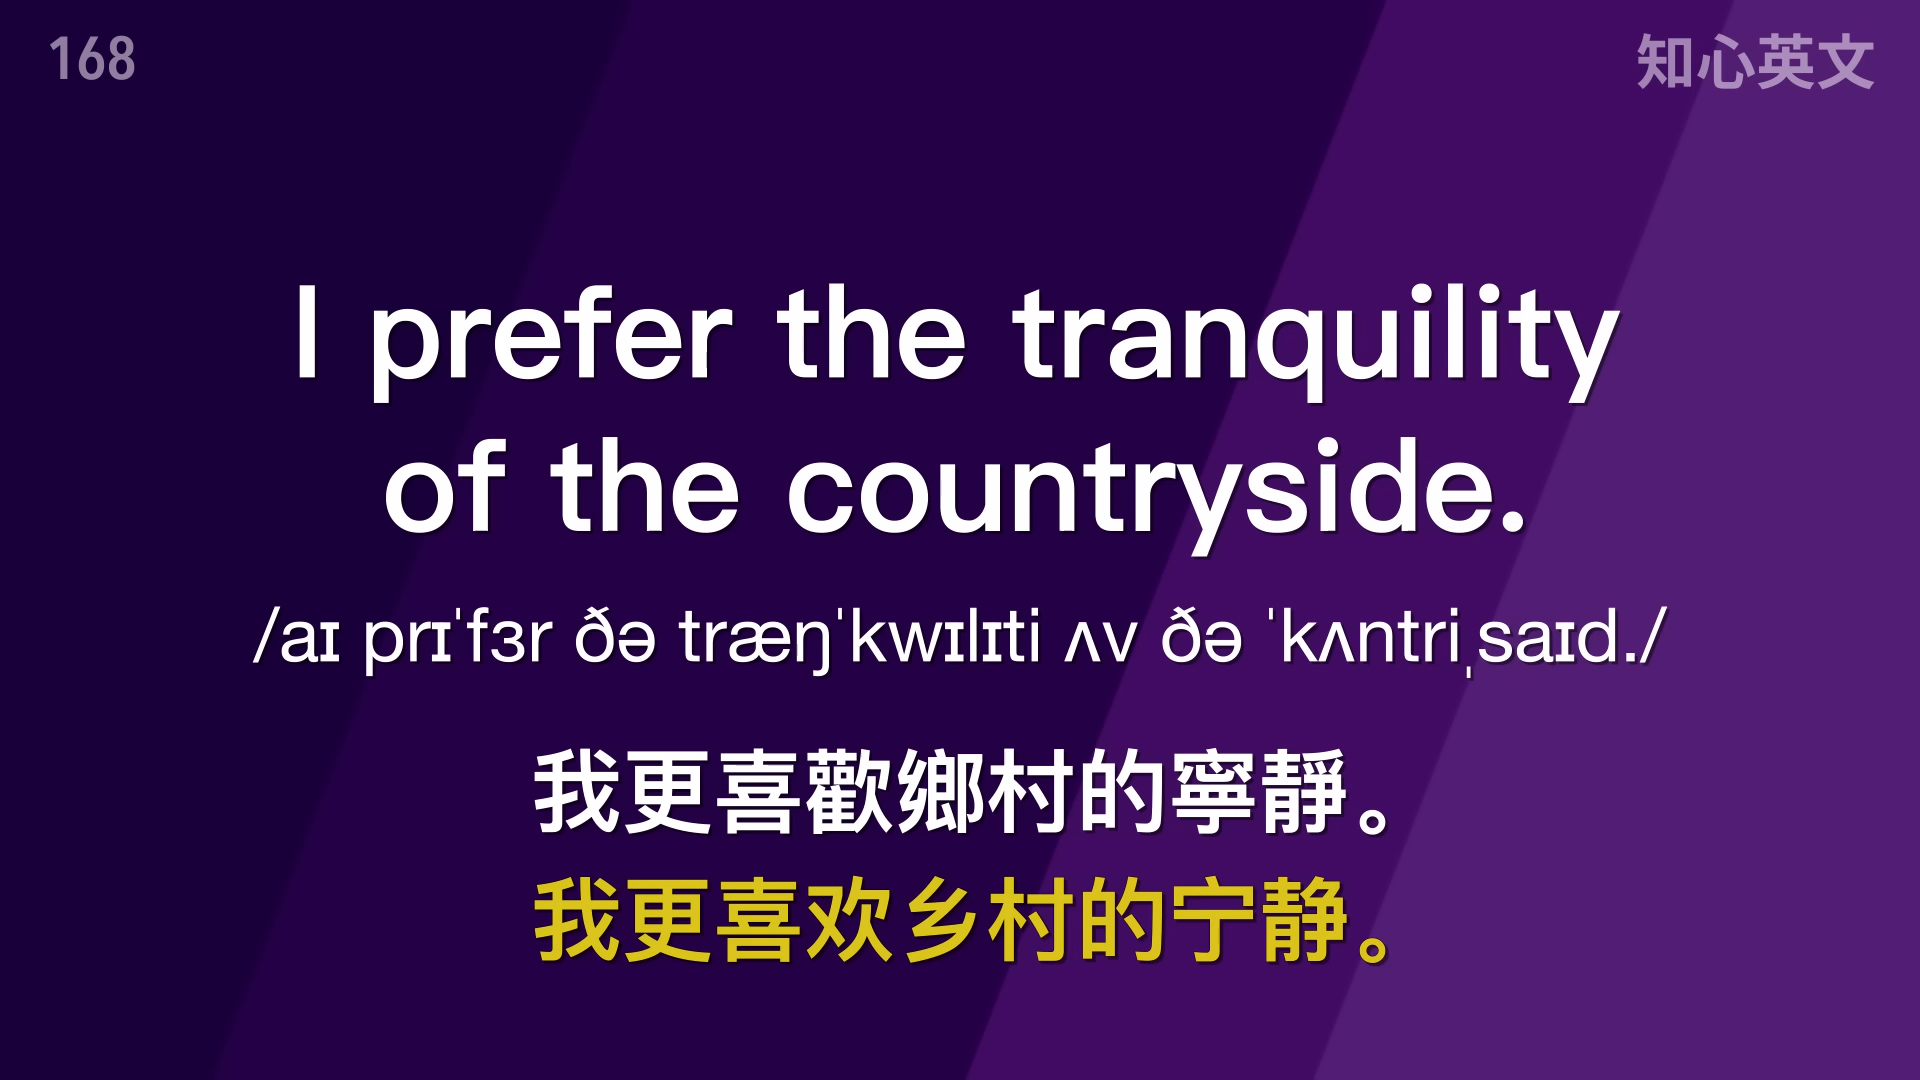 168
知心英文
I prefer the tranquility
of the countryside.
/aɪ prɪˈfɜr ðə træŋˈkwɪlɪti ʌv ðə ˈkʌntriˌsaɪd./
我更喜歡鄉村的寧靜。
我更喜欢乡村的宁静。